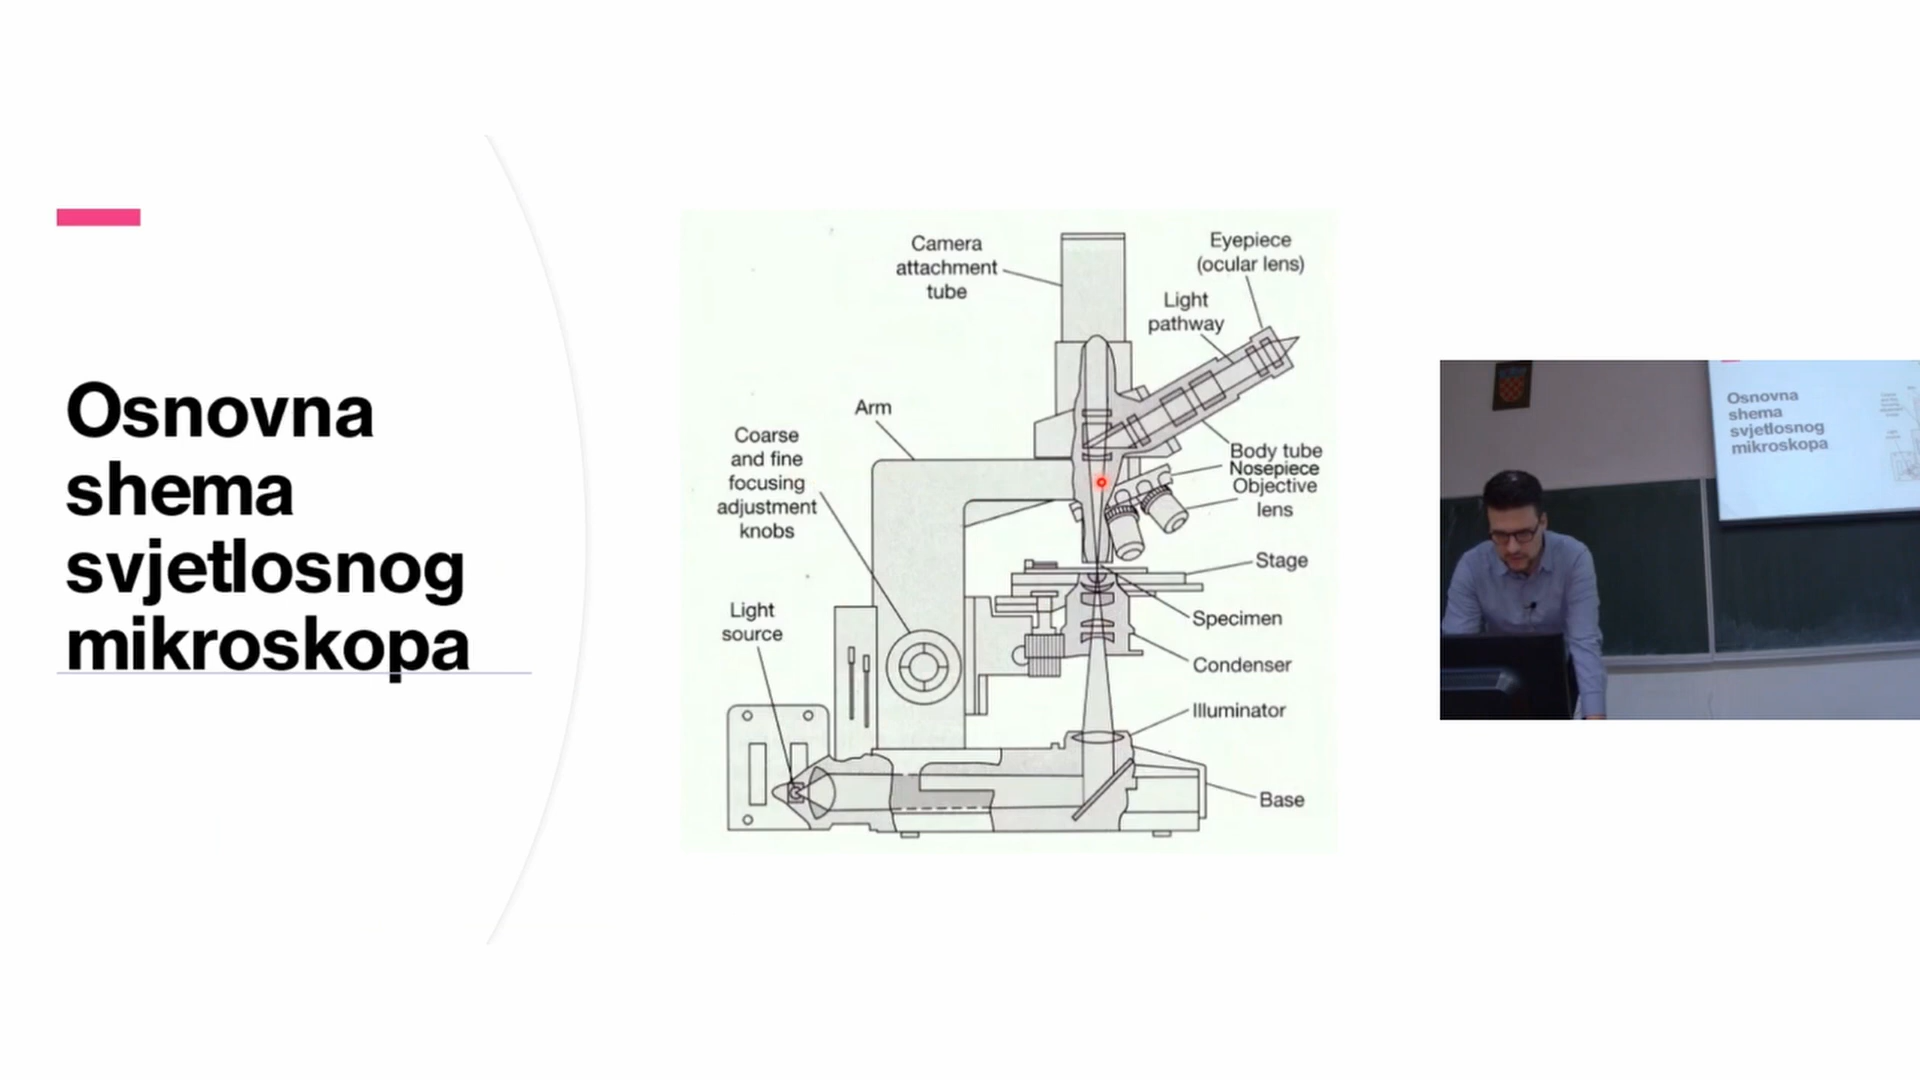 Osnovna
shema
svjetlosnog
mikroskopa
Camera
attachment
tube
Eyepiece
(ocular lens)
Light
pathway
Arm
Coarse
and fine
focusing
adjustment
knobs
Body tube
Nosepiece
Objective
lens
Stage
Light
source
Specimen
Condenser
Illuminator
Base
Osnovna
shema
svjetlosnog
mikroskopa